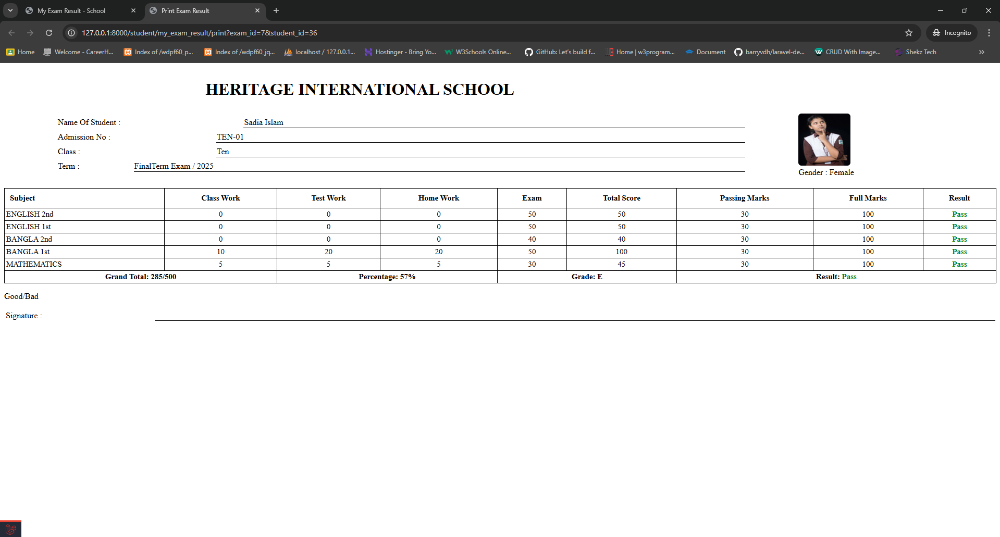 My Exam Result - School
Print Exam Result
127.0.0.1:8000/student/my_exam_result/print?exam_id=7&student_id=36
Incognito
Home
Welcome - CareerH...
Index of /wdpf60_p...
Index of /wdpf60_jq...
localhost / 127.0.0.1...
Hostinger - Bring Yo...
W3Schools Online...
GitHub: Let's build f...
Home | w3program...
Document
barryvdh/laravel-de...
CRUD With Image...
Shekz Tech
HERITAGE INTERNATIONAL SCHOOL
Name Of Student : Sadia Islam
Admission No : TEN-01
Class : Ten
Term : FinalTerm Exam / 2025
Gender : Female
Subject Class Work Test Work Home Work Exam Total Score Passing Marks Full Marks Result
ENGLISH 2nd 0 0 0 50 50 30 100 Pass
ENGLISH 1st 0 0 0 50 50 30 100 Pass
BANGLA 2nd 0 0 0 40 40 30 100 Pass
BANGLA 1st 10 20 20 50 100 30 100 Pass
MATHEMATICS 5 5 5 30 45 30 100 Pass
Grand Total: 285/500 Percentage: 57% Grade: E Result: Pass
Good/Bad
Signature :